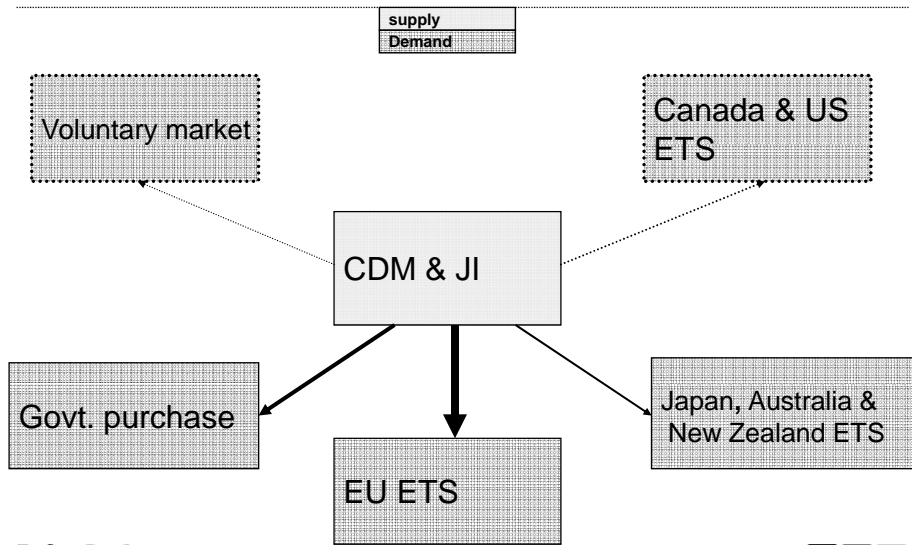 supply
Demand
Voluntary market
Canada & US
ETS
CDM & JI
Govt. purchase
Japan, Australia &
New Zealand ETS
EU ETS